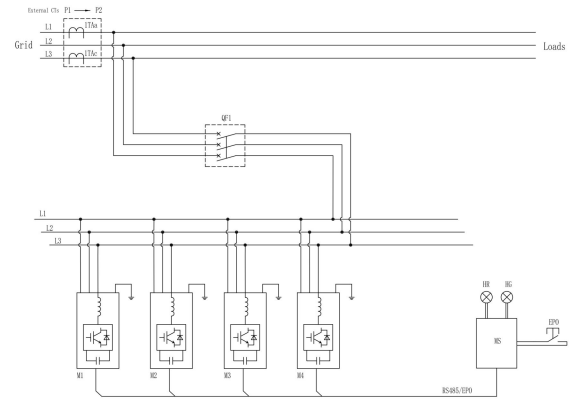 External CTs P1 P2
L1 1TAa
Grid L2 Loads
L3 1TAc
QF1
L1
L2
L3
HR HG
EPO
MS
M1 M2 M3 M4
RS485/EPO